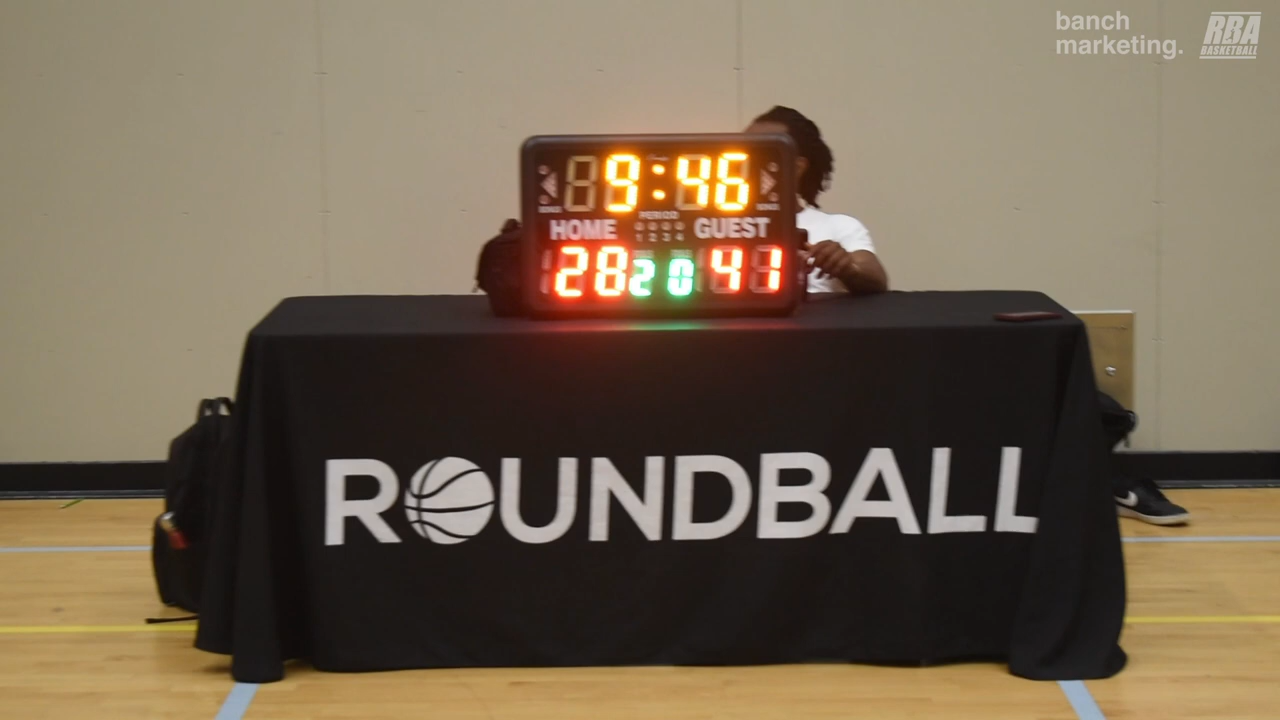 banch
marketing.
RBA
BASKETBALL
9:46
PERIOD
HOME
GUEST
1 2 3 4
28
2 0
41
ROUNDBALL